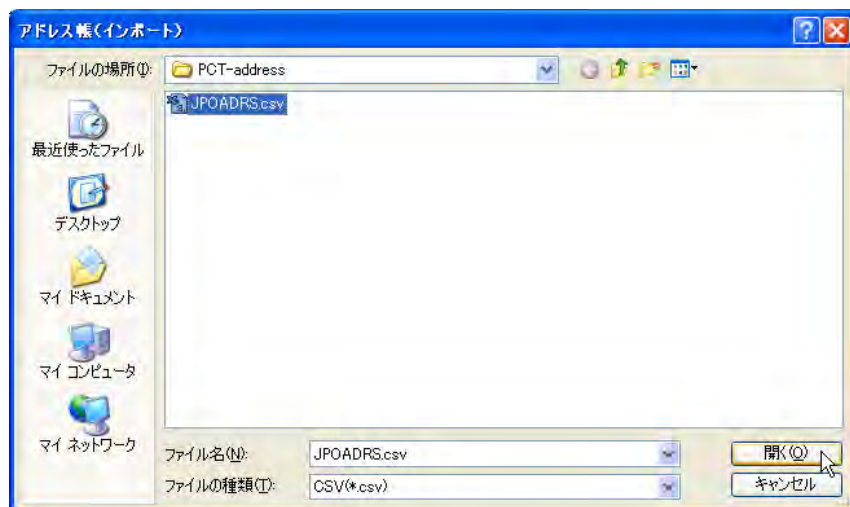 アドレス帳(インポート)
ファイルの場所(I):
PCT-address
JPOADRS.csv
最近使ったファイル
デスクトップ
マイ ドキュメント
マイ コンピュータ
マイ ネットワーク
ファイル名(N):
JPOADRS.csv
開く(O)
ファイルの種類(T):
CSV(*.csv)
キャンセル